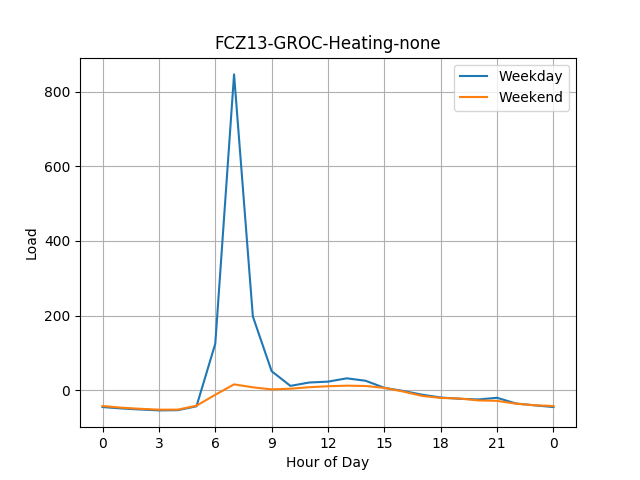 FCZ13-GROC-Heating-none
Weekday
Weekend
800
600
400
200
0
Load
0 3 6 9 12 15 18 21 0
Hour of Day